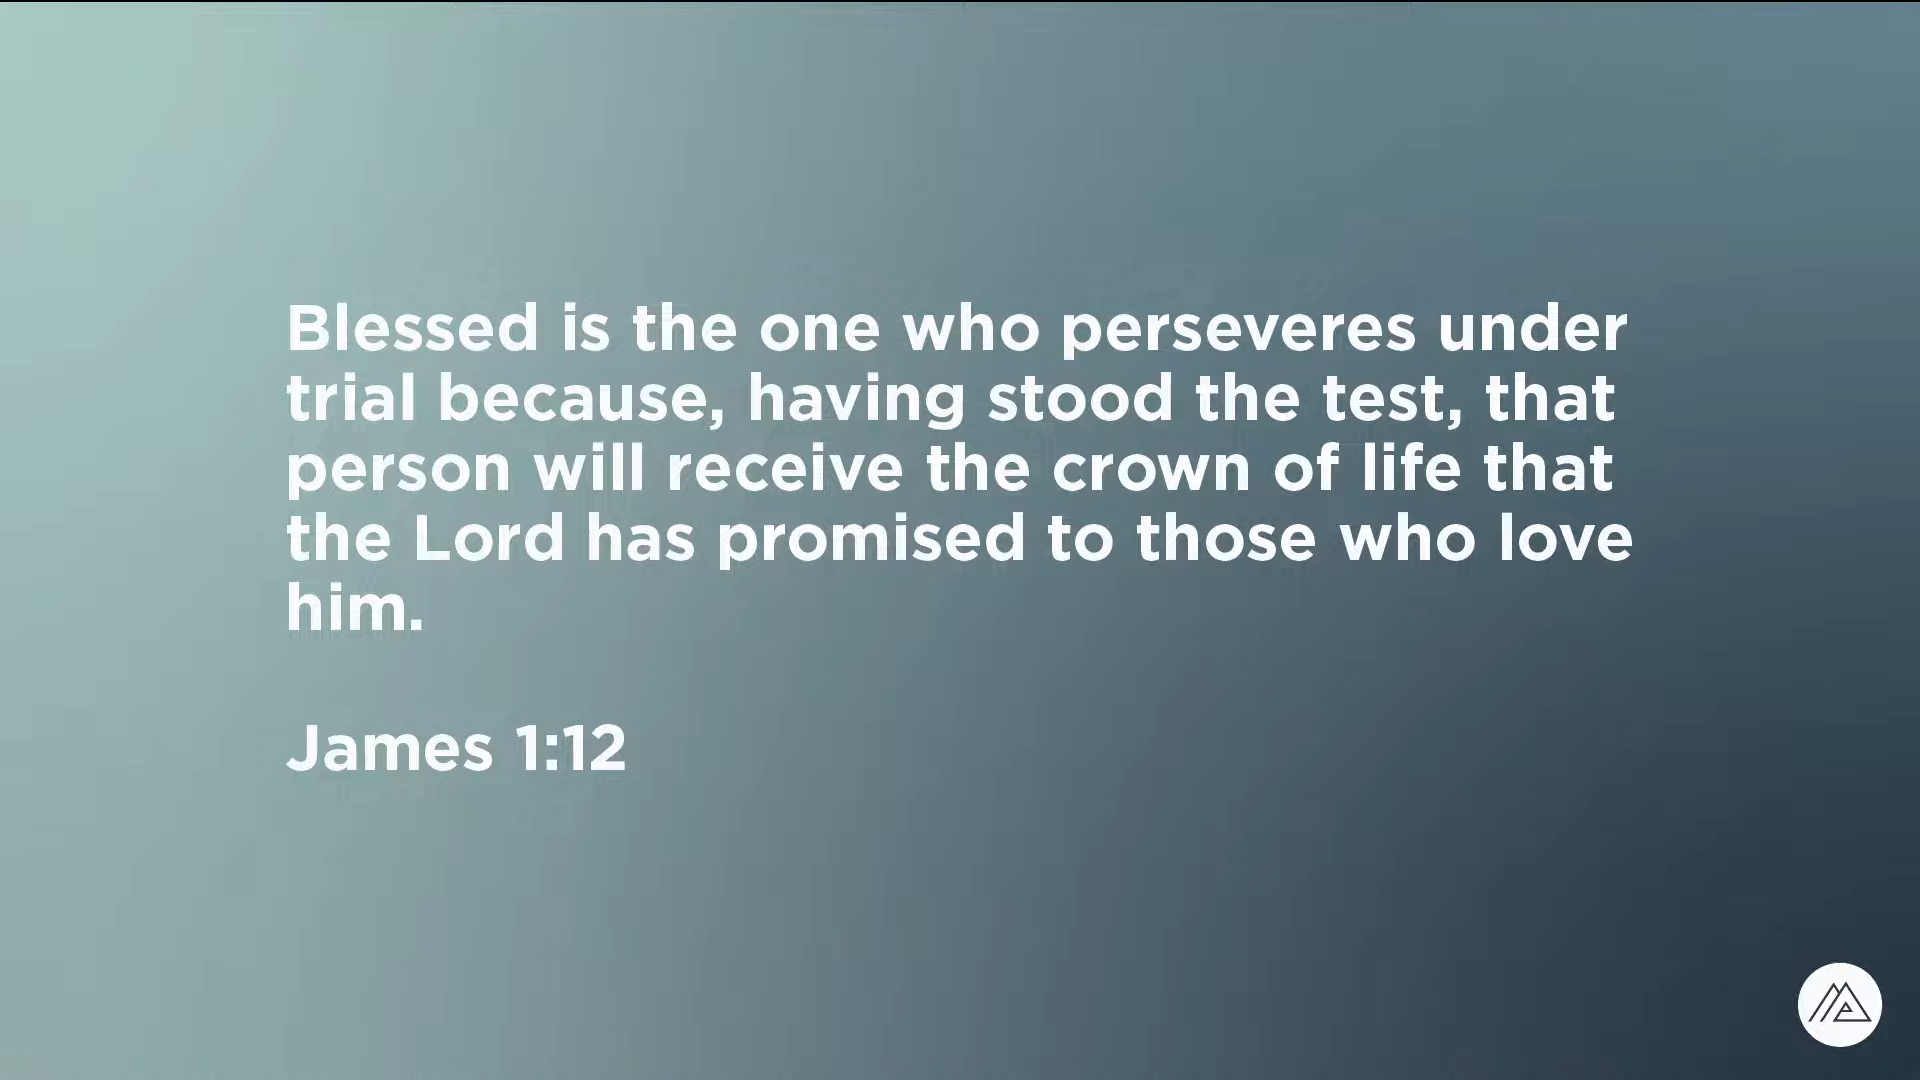 Blessed is the one who perseveres under
trial because, having stood the test, that
person will receive the crown of life that
the Lord has promised to those who love
him.
James 1:12